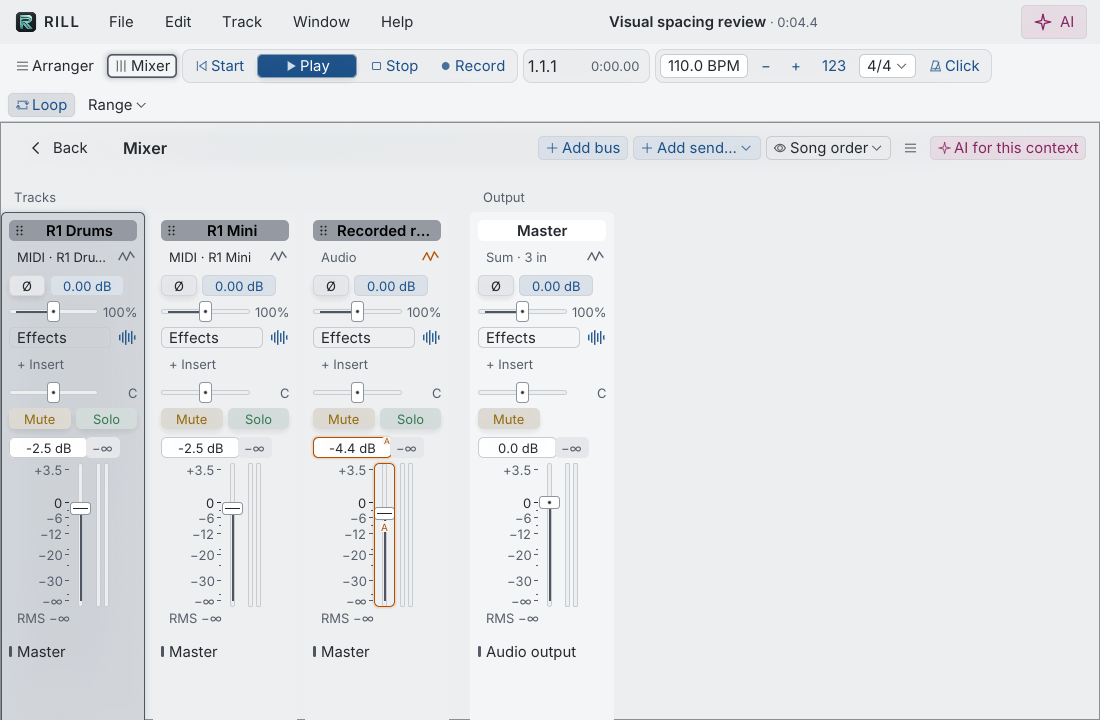 RILL File Edit Track Window Help Visual spacing review · 0:04.4 AI
Arranger Mixer Start Play Stop Record 1.1.1 0:00.00 110.0 BPM − + 123 4/4 Click
Loop Range
Back Mixer + Add bus + Add send... Song order AI for this context
Tracks Output
R1 Drums R1 Mini Recorded r... Master
MIDI · R1 Dru... MIDI · R1 Mini Audio Sum · 3 in
Ø 0.00 dB Ø 0.00 dB Ø 0.00 dB Ø 0.00 dB
100% 100% 100% 100%
Effects Effects Effects Effects
+ Insert + Insert + Insert + Insert
C C C C
Mute Solo Mute Solo Mute Solo Mute
-2.5 dB −∞ -2.5 dB −∞ -4.4 dB A −∞ 0.0 dB −∞
+3.5 +3.5 +3.5 +3.5
0 0 0 0
−6 −6 −6 −6
A
−12 −12 −12 −12
−20 −20 −20 −20
−30 −30 −30 −30
−∞ −∞ −∞ −∞
RMS −∞ RMS −∞ RMS −∞ RMS −∞
Master Master Master Audio output